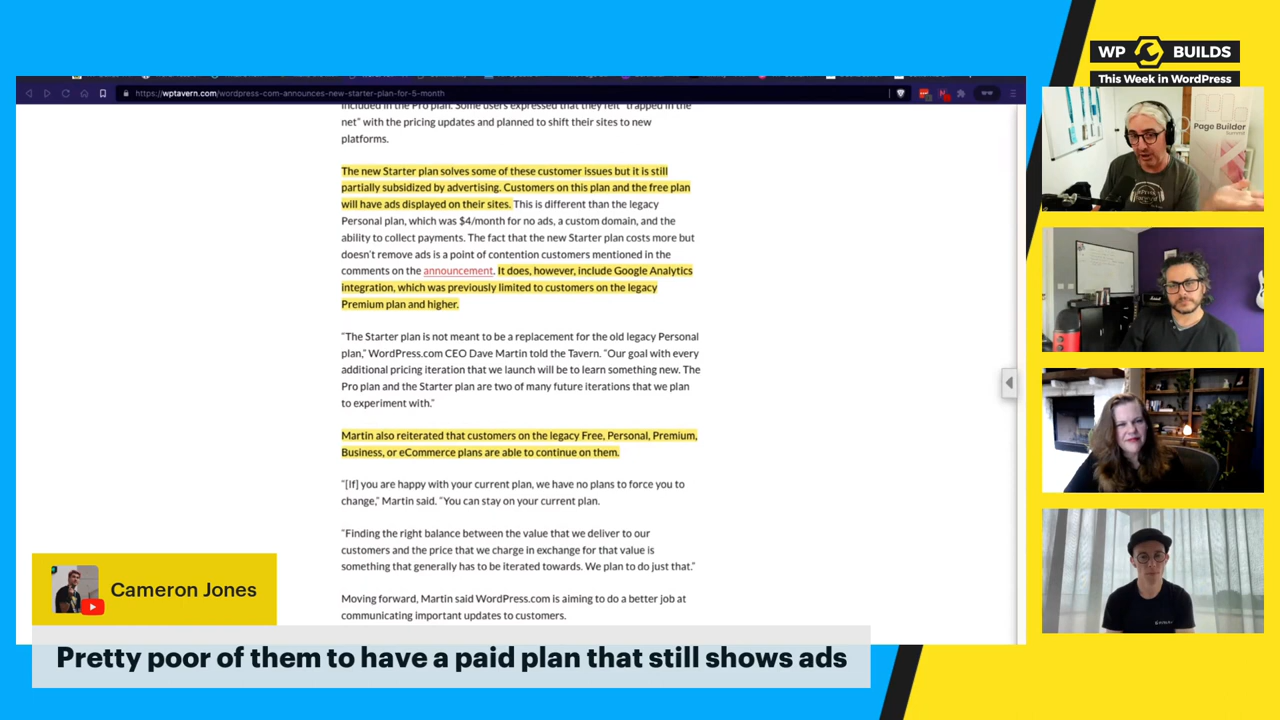 WP BUILDS
This Week in WordPress
https://wptavern.com/wordpress-com-announces-new-starter-plan-for-5-month
included in the Pro plan. Some users expressed that they felt "trapped in the
net" with the pricing updates and planned to shift their sites to new
platforms.
The new Starter plan solves some of these customer issues but it is still
partially subsidized by advertising. Customers on this plan and the free plan
will have ads displayed on their sites. This is different than the legacy
Personal plan, which was $4/month for no ads, a custom domain, and the
ability to collect payments. The fact that the new Starter plan costs more but
doesn't remove ads is a point of contention customers mentioned in the
comments on the announcement. It does, however, include Google Analytics
integration, which was previously limited to customers on the legacy
Premium plan and higher.
"The Starter plan is not meant to be a replacement for the old legacy Personal
plan," WordPress.com CEO Dave Martin told the Tavern. "Our goal with every
additional pricing iteration that we launch will be to learn something new. The
Pro plan and the Starter plan are two of many future iterations that we plan
to experiment with."
Martin also reiterated that customers on the legacy Free, Personal, Premium,
Business, or eCommerce plans are able to continue on them.
"[If] you are happy with your current plan, we have no plans to force you to
change," Martin said. "You can stay on your current plan.
"Finding the right balance between the value that we deliver to our
customers and the price that we charge in exchange for that value is
something that generally has to be iterated towards. We plan to do just that."
Moving forward, Martin said WordPress.com is aiming to do a better job at
communicating important updates to customers.
Page Builder
Summit
Cameron Jones
Pretty poor of them to have a paid plan that still shows ads